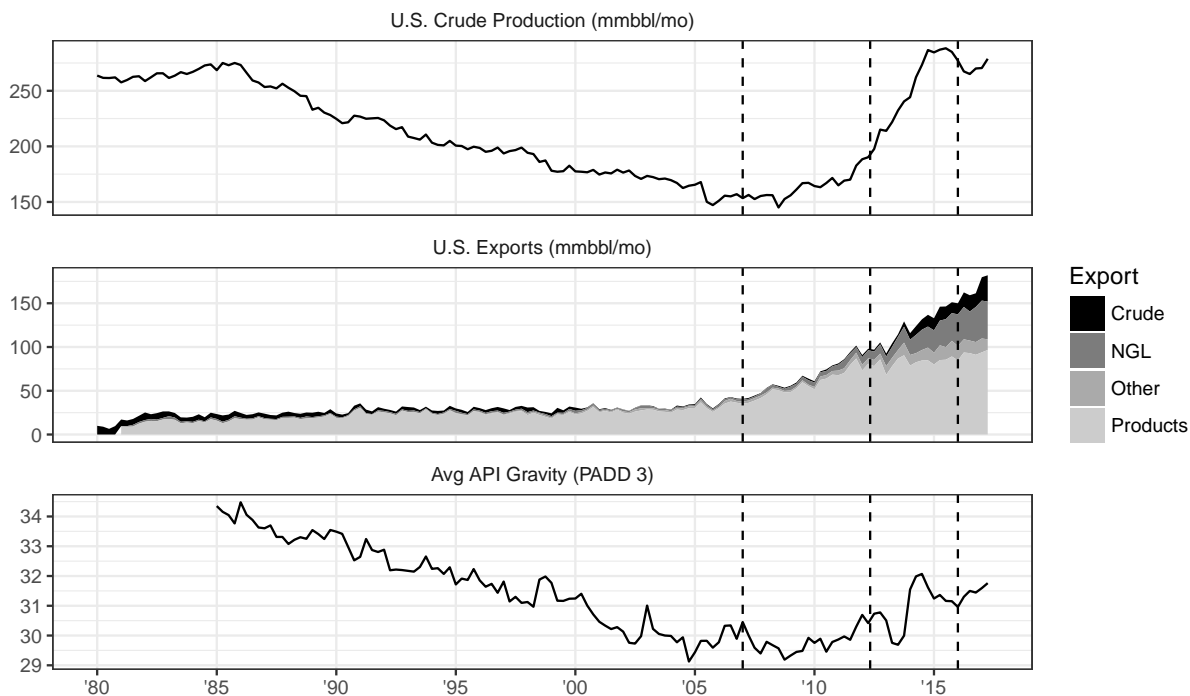 U.S. Crude Production (mmbbl/mo)
250
200
150
U.S. Exports (mmbbl/mo)
150
100
50
0
Export
Crude
NGL
Other
Products
Avg API Gravity (PADD 3)
34
33
32
31
30
29
'80 '85 '90 '95 '00 '05 '10 '15